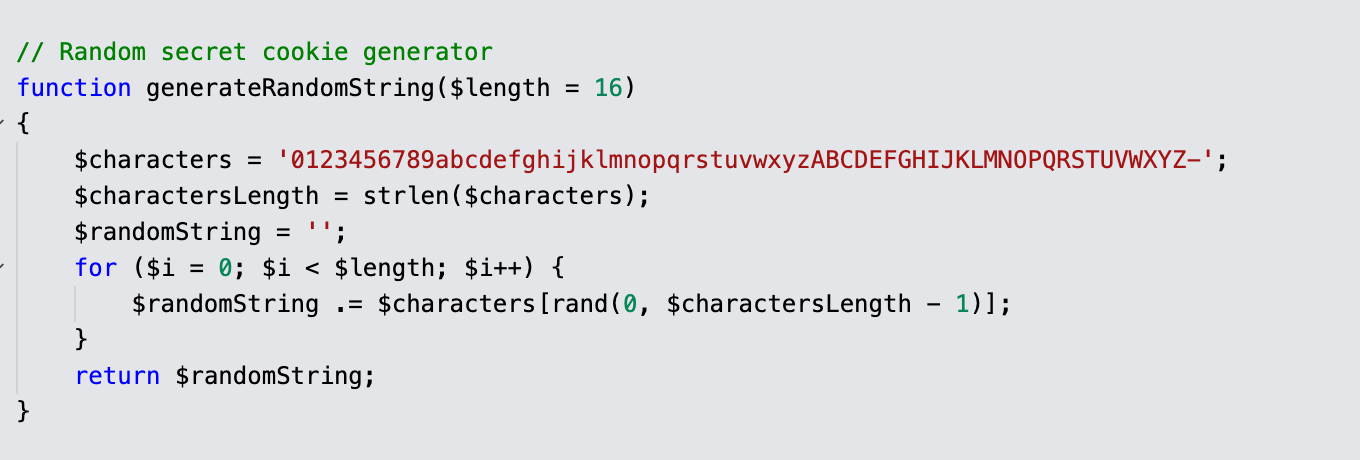 // Random secret cookie generator
function generateRandomString($length = 16)
{
    $characters = '0123456789abcdefghijklmnopqrstuvwxyzABCDEFGHIJKLMNOPQRSTUVWXYZ-';
    $charactersLength = strlen($characters);
    $randomString = '';
    for ($i = 0; $i < $length; $i++) {
        $randomString .= $characters[rand(0, $charactersLength - 1)];
    }
    return $randomString;
}